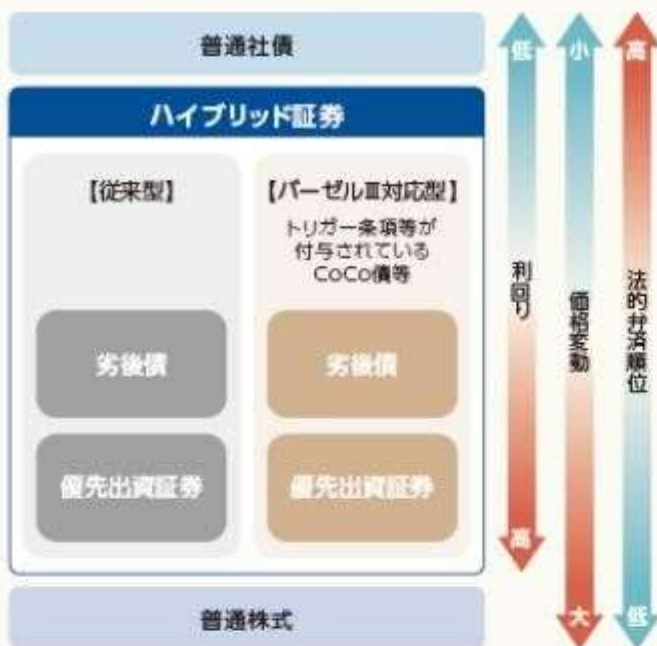 普通社債
ハイブリッド証券
【従来型】
劣後債
優先出資証券
【バーゼルⅢ対応型】
トリガー条項等が
付与されている
CoCo債等
劣後債
優先出資証券
普通株式
低
利回り
高
小
価格変動
大
高
法的弁済順位
低